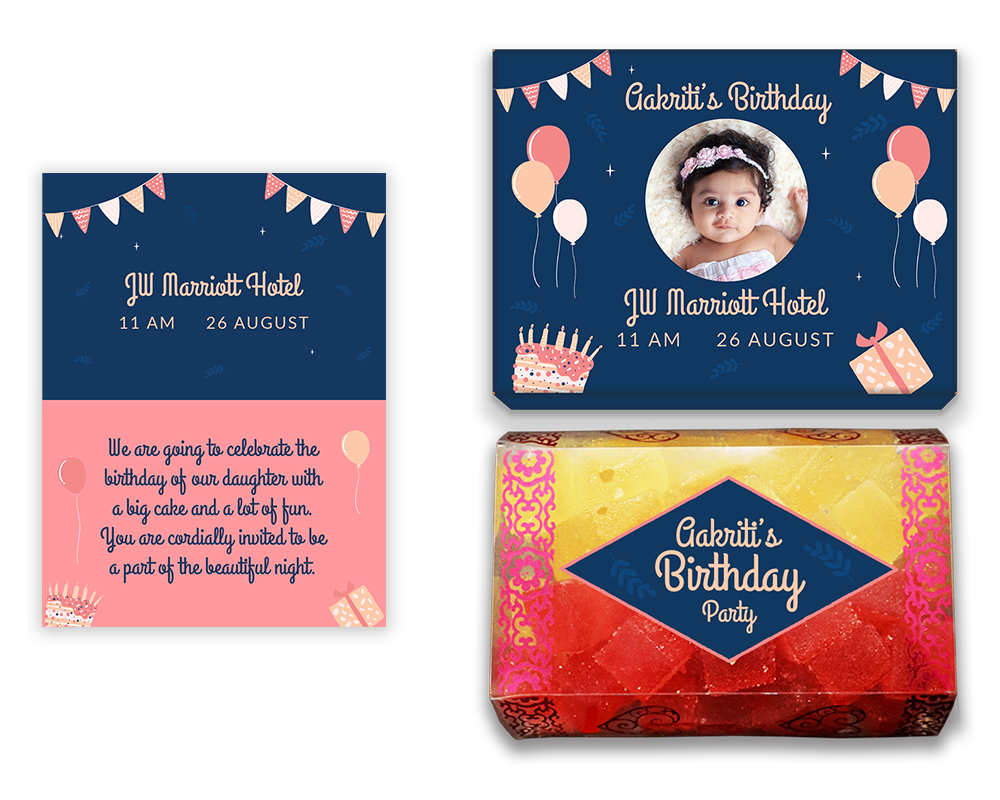 JW Marriott Hotel
11 AM 26 AUGUST
We are going to celebrate the
birthday of our daughter with
a big cake and a lot of fun.
You are cordially invited to be
a part of the beautiful night.
Aakriti's Birthday
JW Marriott Hotel
11 AM 26 AUGUST
Aakriti's
Birthday
Party